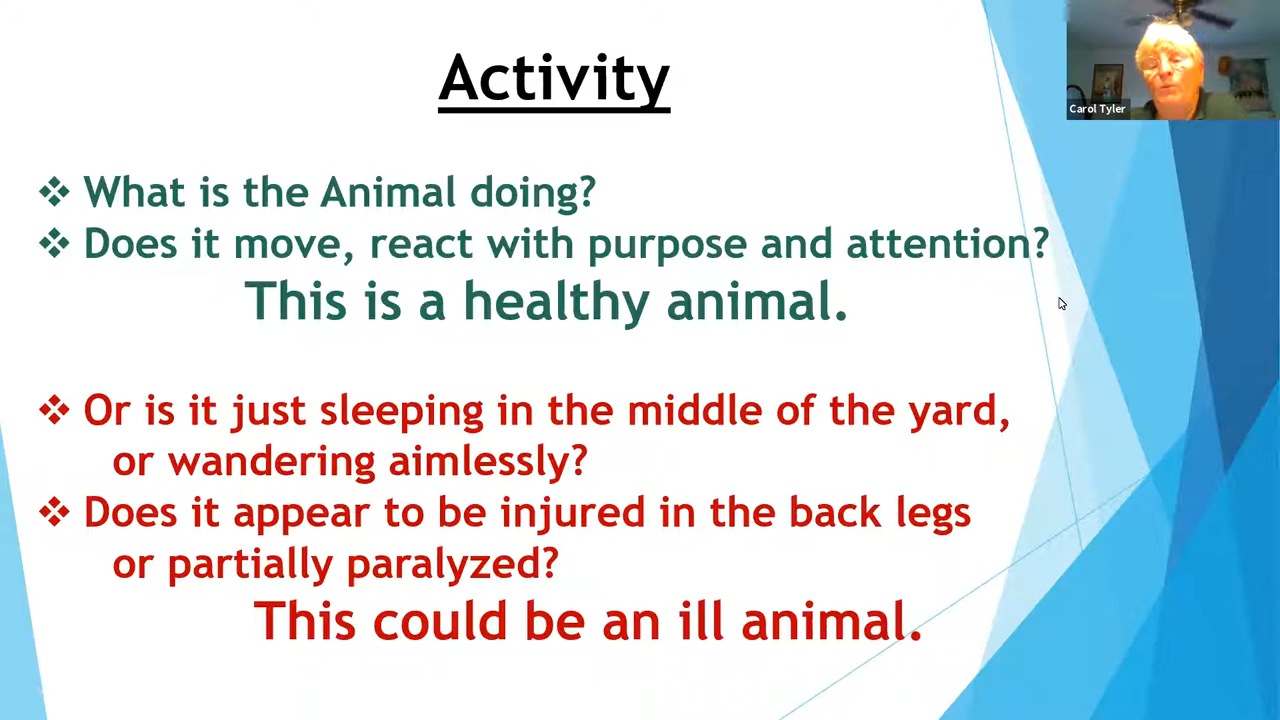 Activity
Carol Tyler
❖ What is the Animal doing?
❖ Does it move, react with purpose and attention?
This is a healthy animal.
❖ Or is it just sleeping in the middle of the yard,
or wandering aimlessly?
❖ Does it appear to be injured in the back legs
or partially paralyzed?
This could be an ill animal.